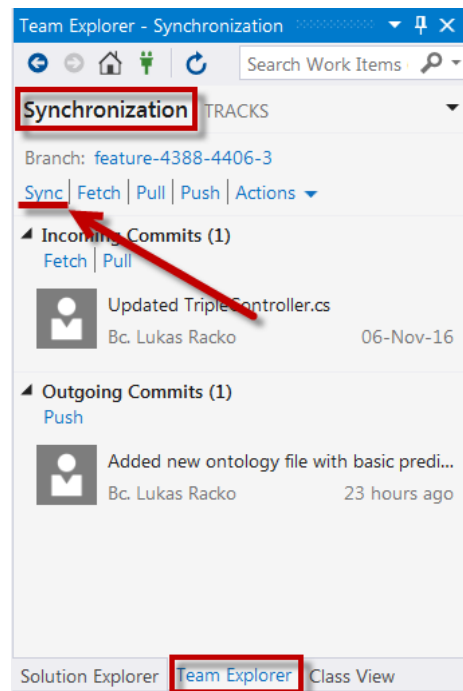 Team Explorer - Synchronization
Search Work Items
Synchronization TRACKS
Branch: feature-4388-4406-3
Sync Fetch Pull Push Actions
Incoming Commits (1)
Fetch Pull
Updated TripleController.cs
Bc. Lukas Racko 06-Nov-16
Outgoing Commits (1)
Push
Added new ontology file with basic predi...
Bc. Lukas Racko 23 hours ago
Solution Explorer Team Explorer Class View